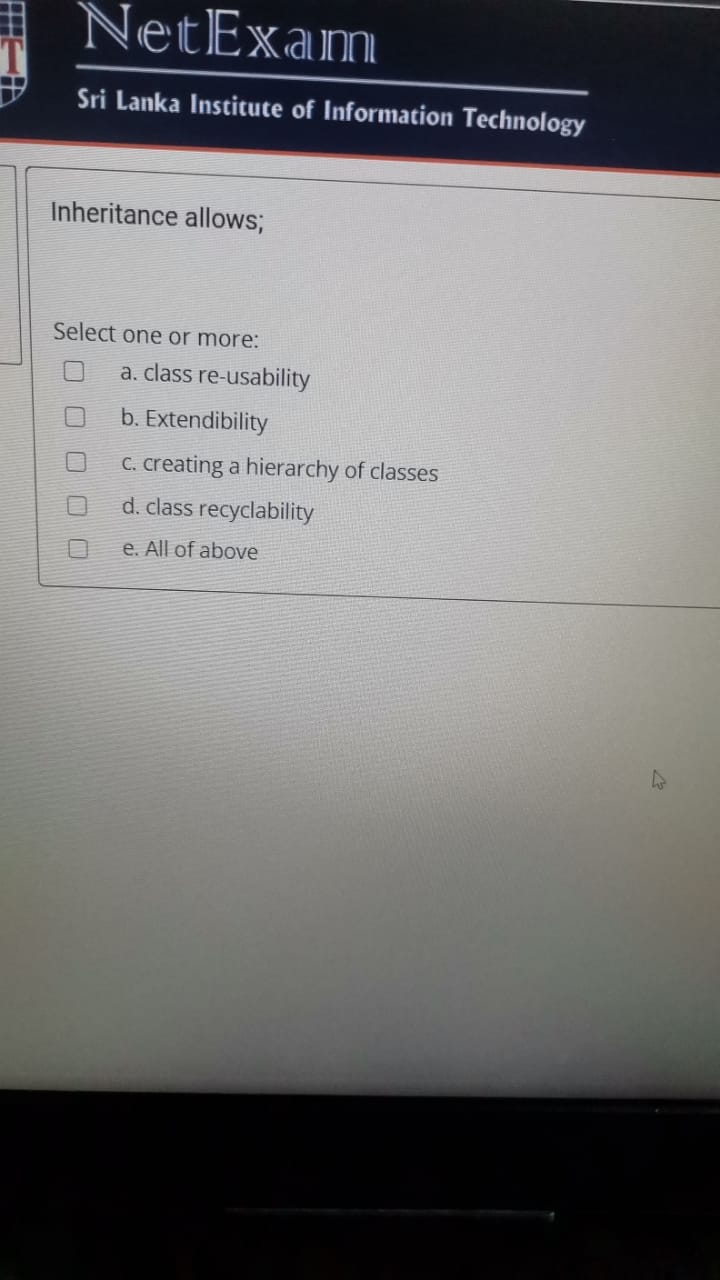 T
NetExam
Sri Lanka Institute of Information Technology
Inheritance allows;
Select one or more:
a. class re-usability
b. Extendibility
c. creating a hierarchy of classes
d. class recyclability
e. All of above